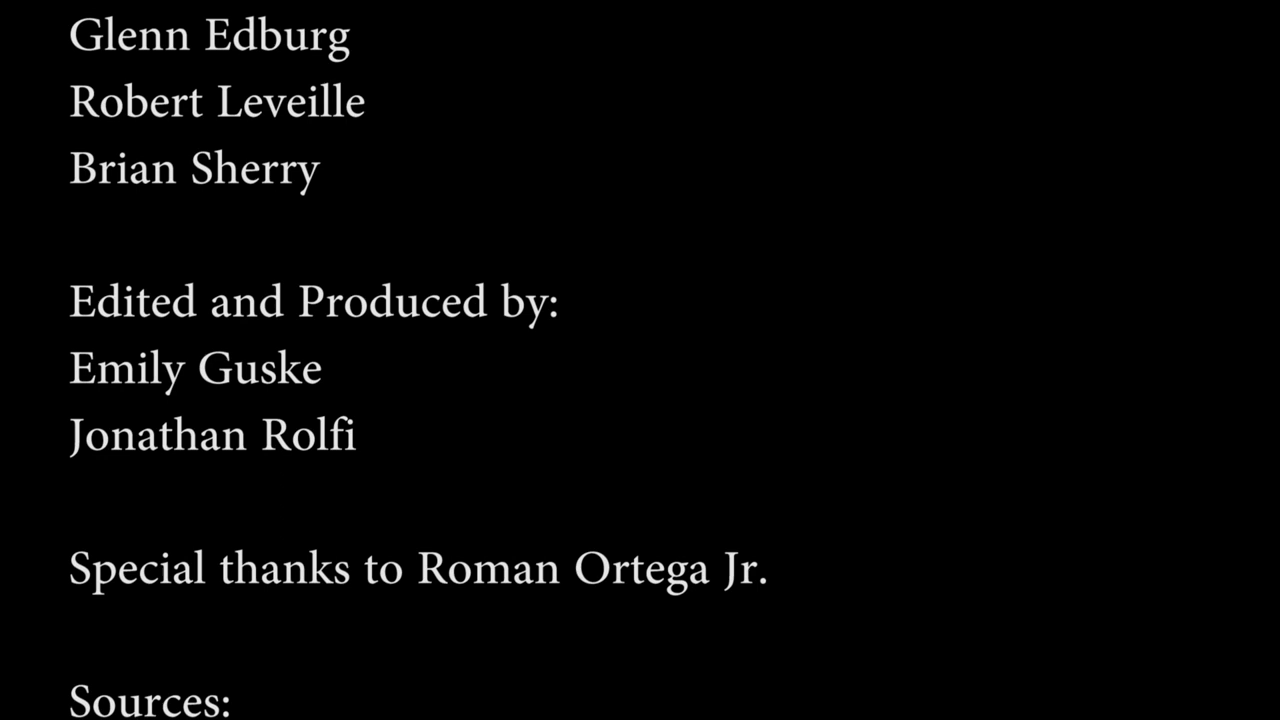 Glenn Edburg
Robert Leveille
Brian Sherry
Edited and Produced by:
Emily Guske
Jonathan Rolfi
Special thanks to Roman Ortega Jr.
Sources: